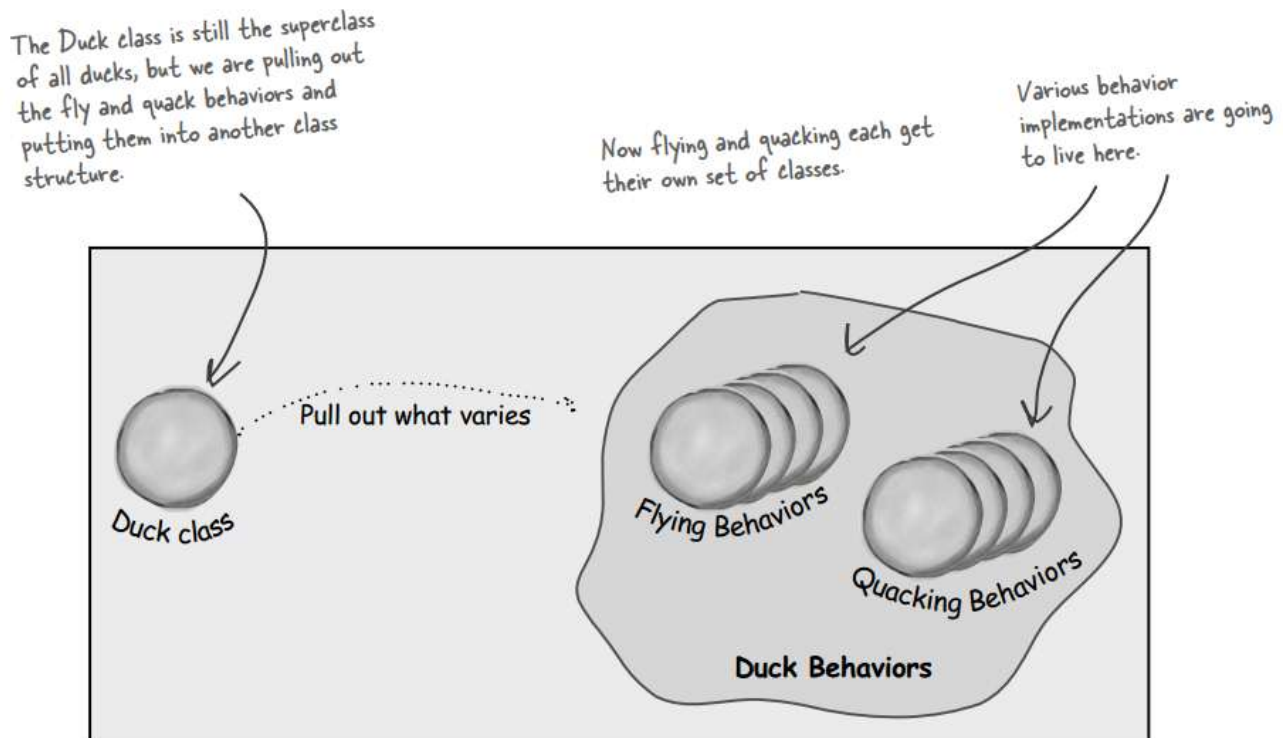 The Duck class is still the superclass
of all ducks, but we are pulling out
the fly and quack behaviors and
putting them into another class
structure.
Now flying and quacking each get
their own set of classes.
Various behavior
implementations are going
to live here.
Pull out what varies
Duck class
Flying Behaviors
Quacking Behaviors
Duck Behaviors